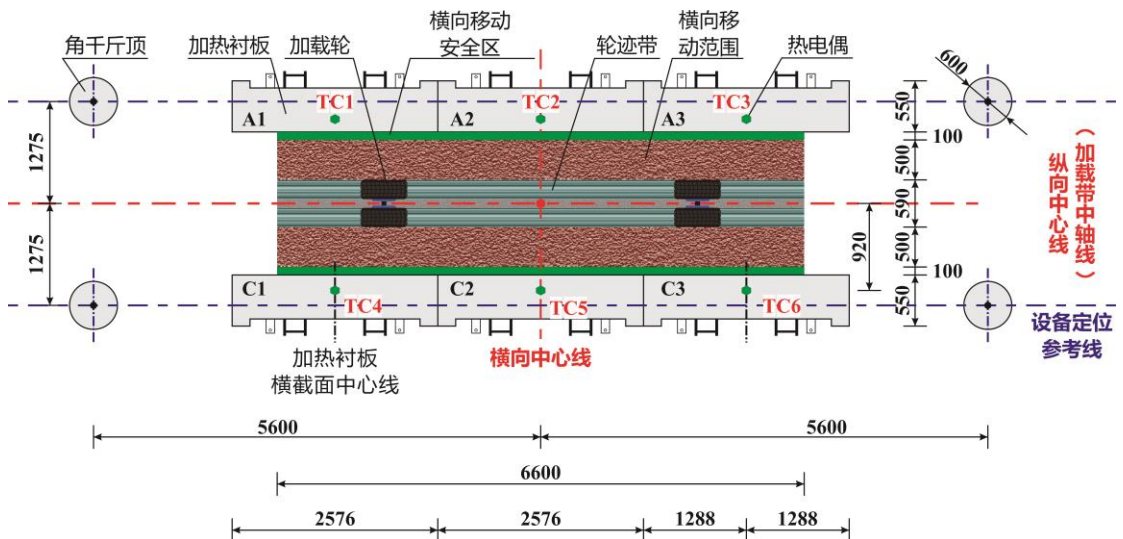 角千斤顶
加热衬板
加载轮
横向移动
安全区
轮迹带
横向移
动范围
热电偶
600
TC1
TC2
TC3
A1
A2
A3
550
100
500
590
500
100
550
920
1275
1275
纵向中心线
（加载带中轴线）
C1
C2
C3
TC4
TC5
TC6
设备定位
参考线
加热衬板
横截面中心线
横向中心线
5600
5600
6600
2576
2576
1288
1288